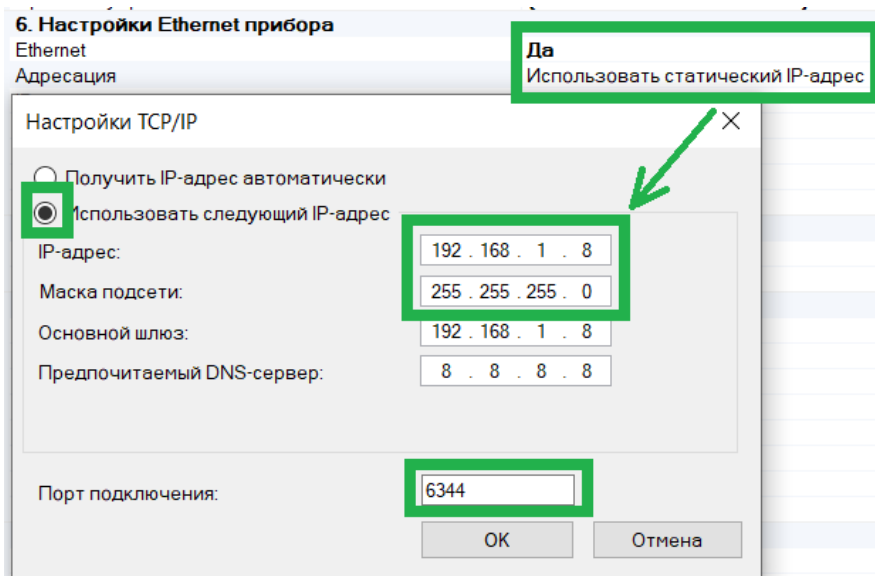 6. Настройки Ethernet прибора
Ethernet Да
Адресация Использовать статический IP-адрес
Настройки TCP/IP
Получить IP-адрес автоматически
Использовать следующий IP-адрес
IP-адрес: 192 . 168 . 1 . 8
Маска подсети: 255 . 255 . 255 . 0
Основной шлюз: 192 . 168 . 1 . 8
Предпочитаемый DNS-сервер: 8 . 8 . 8 . 8
Порт подключения: 6344
OK Отмена